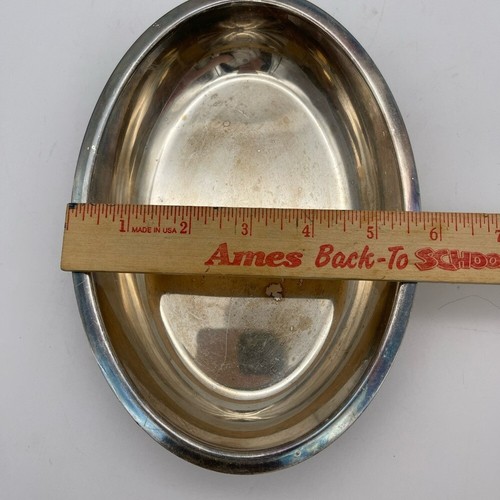 1 MADE IN USA 2 3 4 5 6 7
Ames Back-To SCHOO